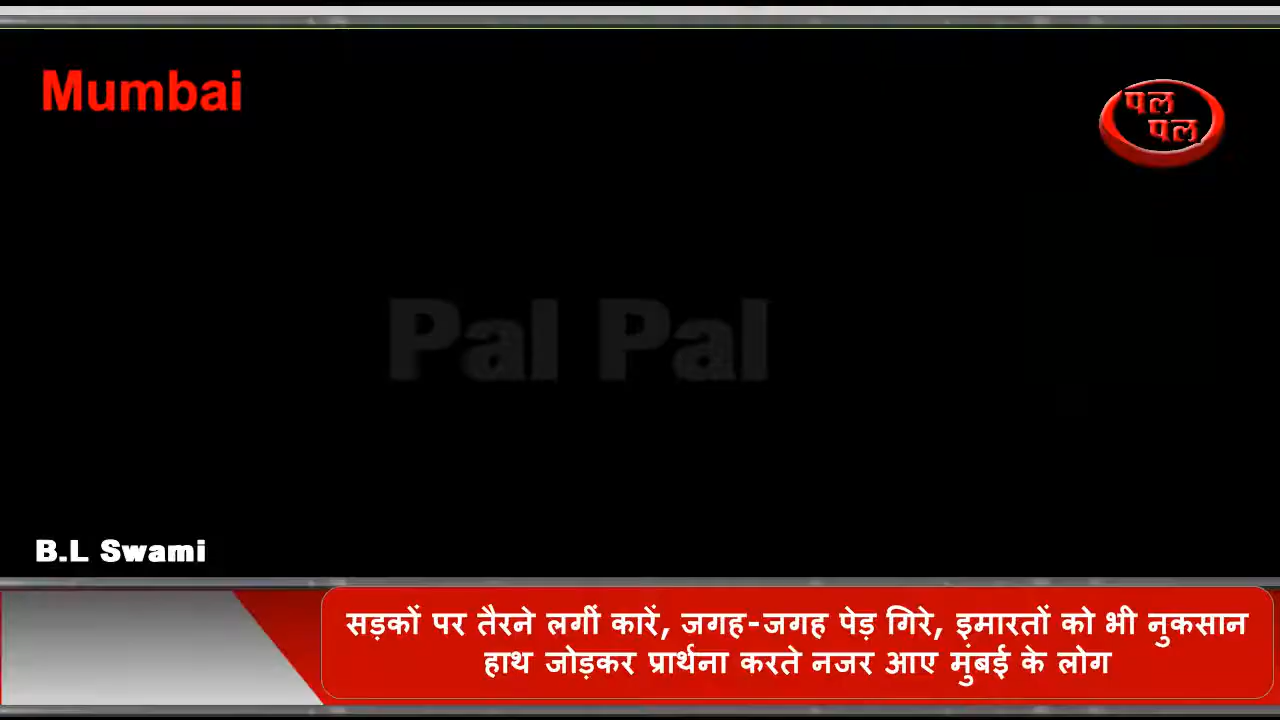 Mumbai
पल
पल
Pal Pal
B.L Swami
सड़कों पर तैरने लगीं कारें, जगह-जगह पेड़ गिरे, इमारतों को भी नुकसान
हाथ जोड़कर प्रार्थना करते नजर आए मुंबई के लोग